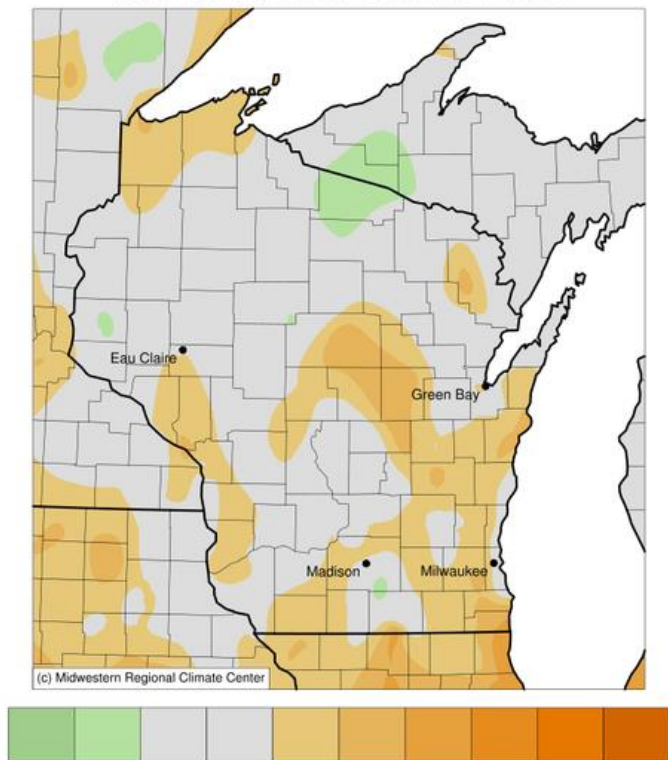 Eau Claire
Green Bay
Madison
Milwaukee
(c) Midwestern Regional Climate Center